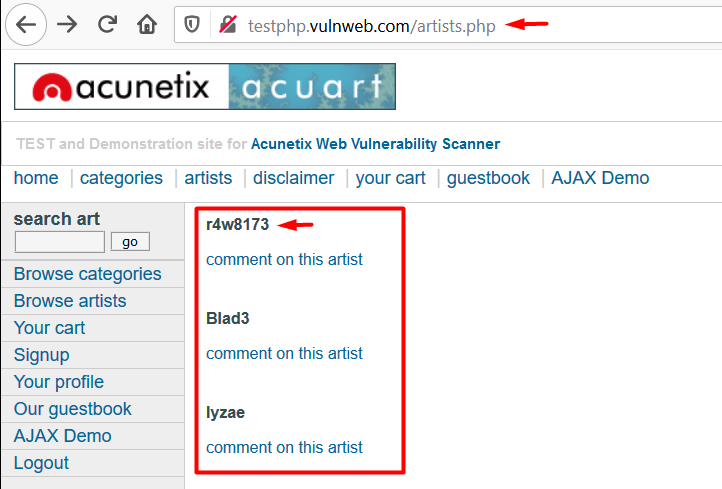 testphp.vulnweb.com/artists.php
acunetix acuart
TEST and Demonstration site for Acunetix Web Vulnerability Scanner
home | categories | artists | disclaimer | your cart | guestbook | AJAX Demo
search art
go
Browse categories
Browse artists
Your cart
Signup
Your profile
Our guestbook
AJAX Demo
Logout
r4w8173
comment on this artist
Blad3
comment on this artist
lyzae
comment on this artist